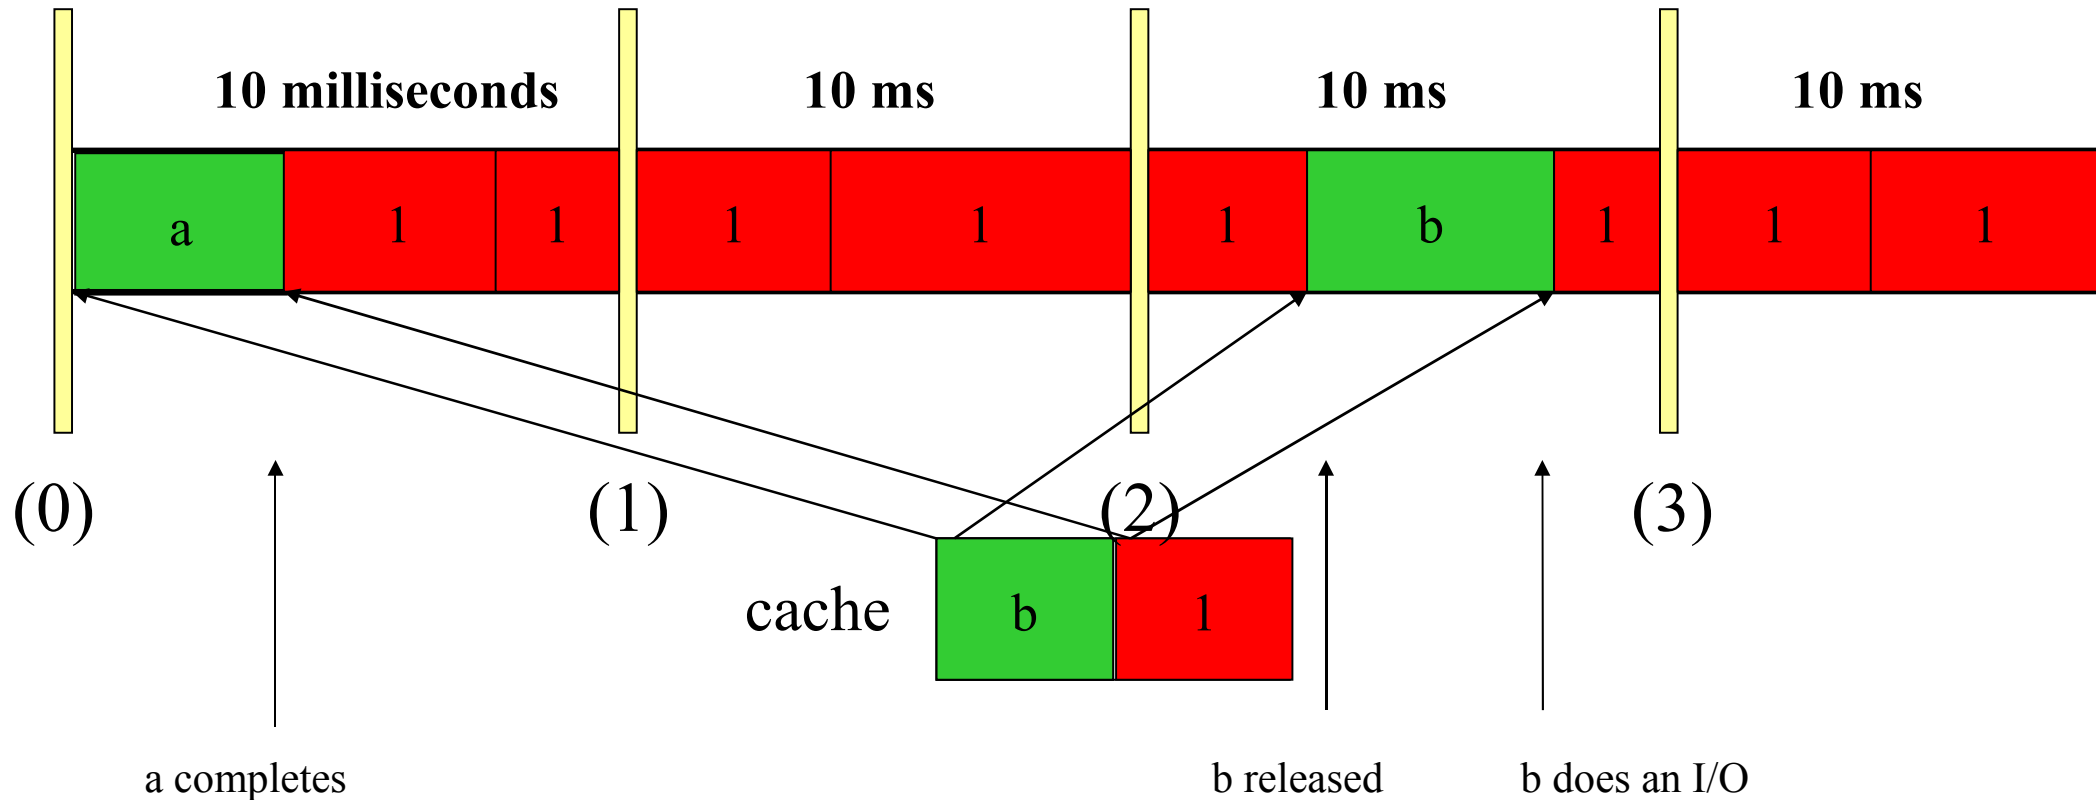 10 milliseconds 10 ms 10 ms 10 ms
a 1 1 1 1 1 b 1 1 1
(0) (1) (2) (3)
cache b 1
a completes b released b does an I/O